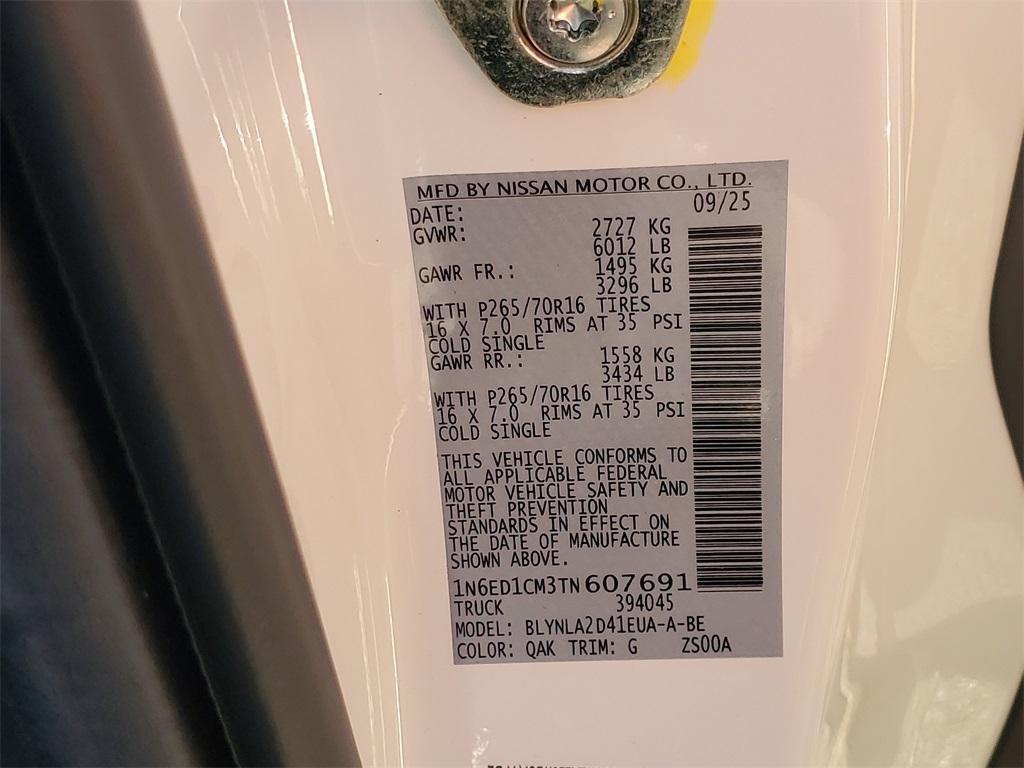 MFD BY NISSAN MOTOR CO., LTD.
DATE: 09/25
GVWR: 2727 KG
6012 LB
GAWR FR.: 1495 KG
3296 LB
WITH P265/70R16 TIRES
16 X 7.0 RIMS AT 35 PSI
COLD SINGLE
GAWR RR.: 1558 KG
3434 LB
WITH P265/70R16 TIRES
16 X 7.0 RIMS AT 35 PSI
COLD SINGLE
THIS VEHICLE CONFORMS TO
ALL APPLICABLE FEDERAL
MOTOR VEHICLE SAFETY AND
THEFT PREVENTION
STANDARDS IN EFFECT ON
THE DATE OF MANUFACTURE
SHOWN ABOVE.
1N6ED1CM3TN607691
TRUCK 394045
MODEL: BLYNLA2D41EUA-A-BE
COLOR: QAK TRIM: G ZS00A